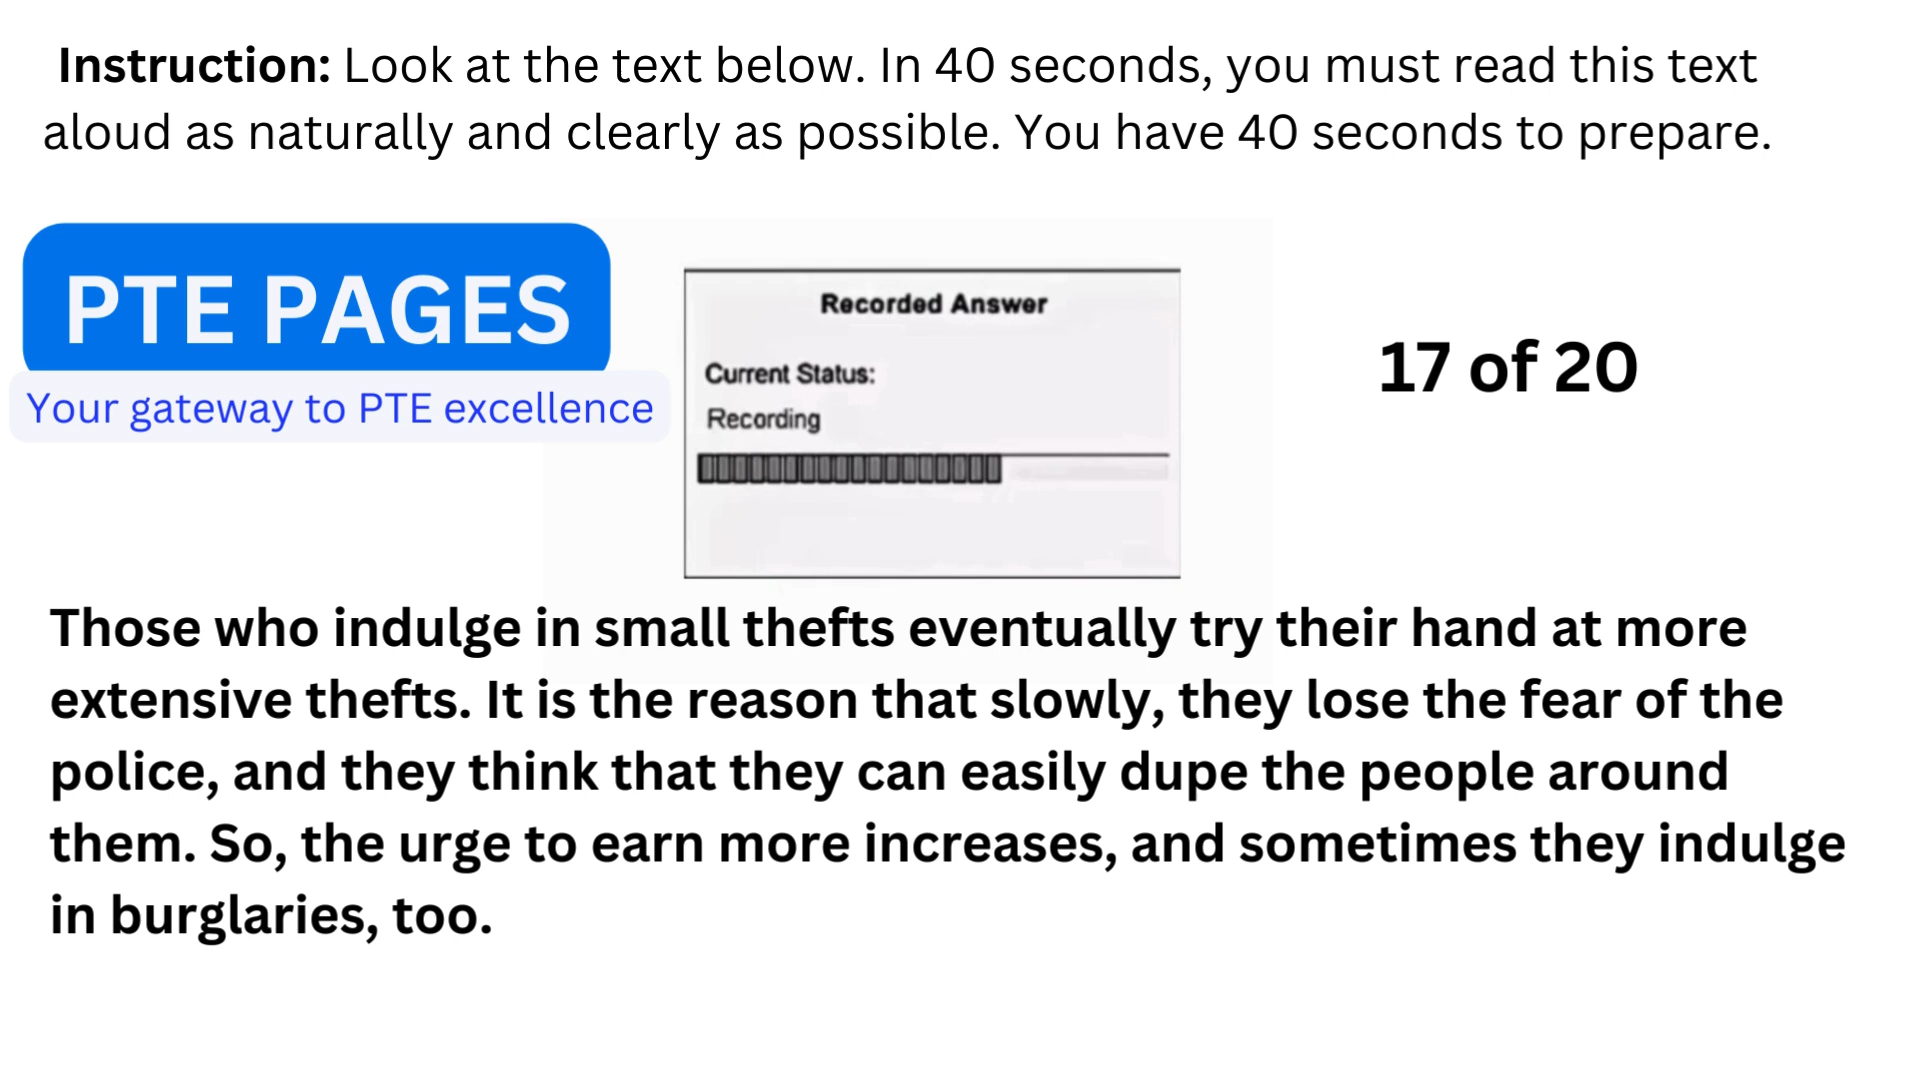 Instruction: Look at the text below. In 40 seconds, you must read this text
aloud as naturally and clearly as possible. You have 40 seconds to prepare.
PTE PAGES
Your gateway to PTE excellence
Recorded Answer
Current Status:
Recording
17 of 20
Those who indulge in small thefts eventually try their hand at more
extensive thefts. It is the reason that slowly, they lose the fear of the
police, and they think that they can easily dupe the people around
them. So, the urge to earn more increases, and sometimes they indulge
in burglaries, too.